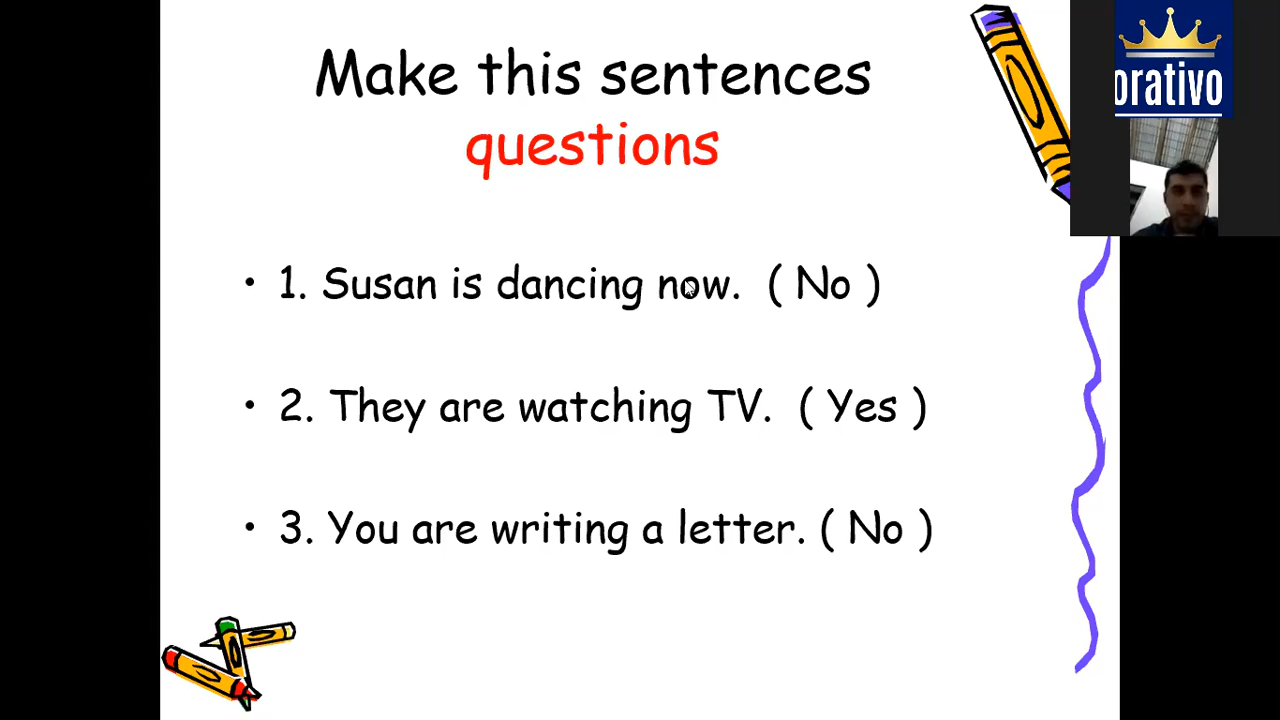 Make this sentences
questions
orativo
• 1. Susan is dancing now. ( No )
• 2. They are watching TV. ( Yes )
• 3. You are writing a letter. ( No )